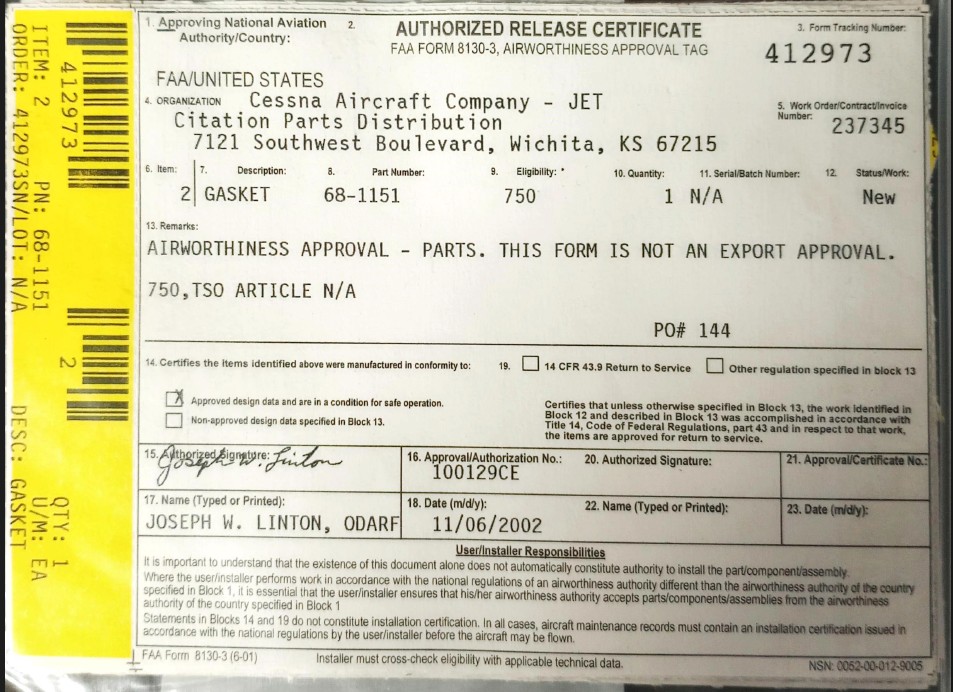 1. Approving National Aviation
Authority/Country:
2.
AUTHORIZED RELEASE CERTIFICATE
FAA FORM 8130-3, AIRWORTHINESS APPROVAL TAG
3. Form Tracking Number:
412973
FAA/UNITED STATES
4. ORGANIZATION Cessna Aircraft Company - JET
Citation Parts Distribution
7121 Southwest Boulevard, Wichita, KS 67215
5. Work Order/Contract/Invoice
Number: 237345
6. Item: 7. Description: 8. Part Number: 9. Eligibility: * 10. Quantity: 11. Serial/Batch Number: 12. Status/Work:
2 GASKET 68-1151 750 1 N/A New
13. Remarks:
AIRWORTHINESS APPROVAL - PARTS. THIS FORM IS NOT AN EXPORT APPROVAL.
750,TSO ARTICLE N/A
PO# 144
14. Certifies the items identified above were manufactured in conformity to:
X Approved design data and are in a condition for safe operation.
Non-approved design data specified in Block 13.
19. 14 CFR 43.9 Return to Service Other regulation specified in block 13
Certifies that unless otherwise specified in Block 13, the work identified in
Block 12 and described in Block 13 was accomplished in accordance with
Title 14, Code of Federal Regulations, part 43 and in respect to that work,
the items are approved for return to service.
15. Authorized Signature:
Joseph W. Linton
16. Approval/Authorization No.:
100129CE
20. Authorized Signature:
21. Approval/Certificate No.:
17. Name (Typed or Printed):
JOSEPH W. LINTON, ODARF
18. Date (m/d/y):
11/06/2002
22. Name (Typed or Printed):
23. Date (m/d/y):
User/Installer Responsibilities
It is important to understand that the existence of this document alone does not automatically constitute authority to install the part/component/assembly.
Where the user/installer performs work in accordance with the national regulations of an airworthiness authority different than the airworthiness authority of the country
specified in Block 1, it is essential that the user/installer ensures that his/her airworthiness authority accepts parts/components/assemblies from the airworthiness
authority of the country specified in Block 1
Statements in Blocks 14 and 19 do not constitute installation certification. In all cases, aircraft maintenance records must contain an installation certification issued in
accordance with the national regulations by the user/installer before the aircraft may be flown.
FAA Form 8130-3 (6-01)
Installer must cross-check eligibility with applicable technical data.
NSN: 0052-00-012-9005
412973
2
ITEM: 2 PN: 68-1151 QTY: 1
U/M: EA
ORDER: 412973SN/LOT: N/A DESC: GASKET